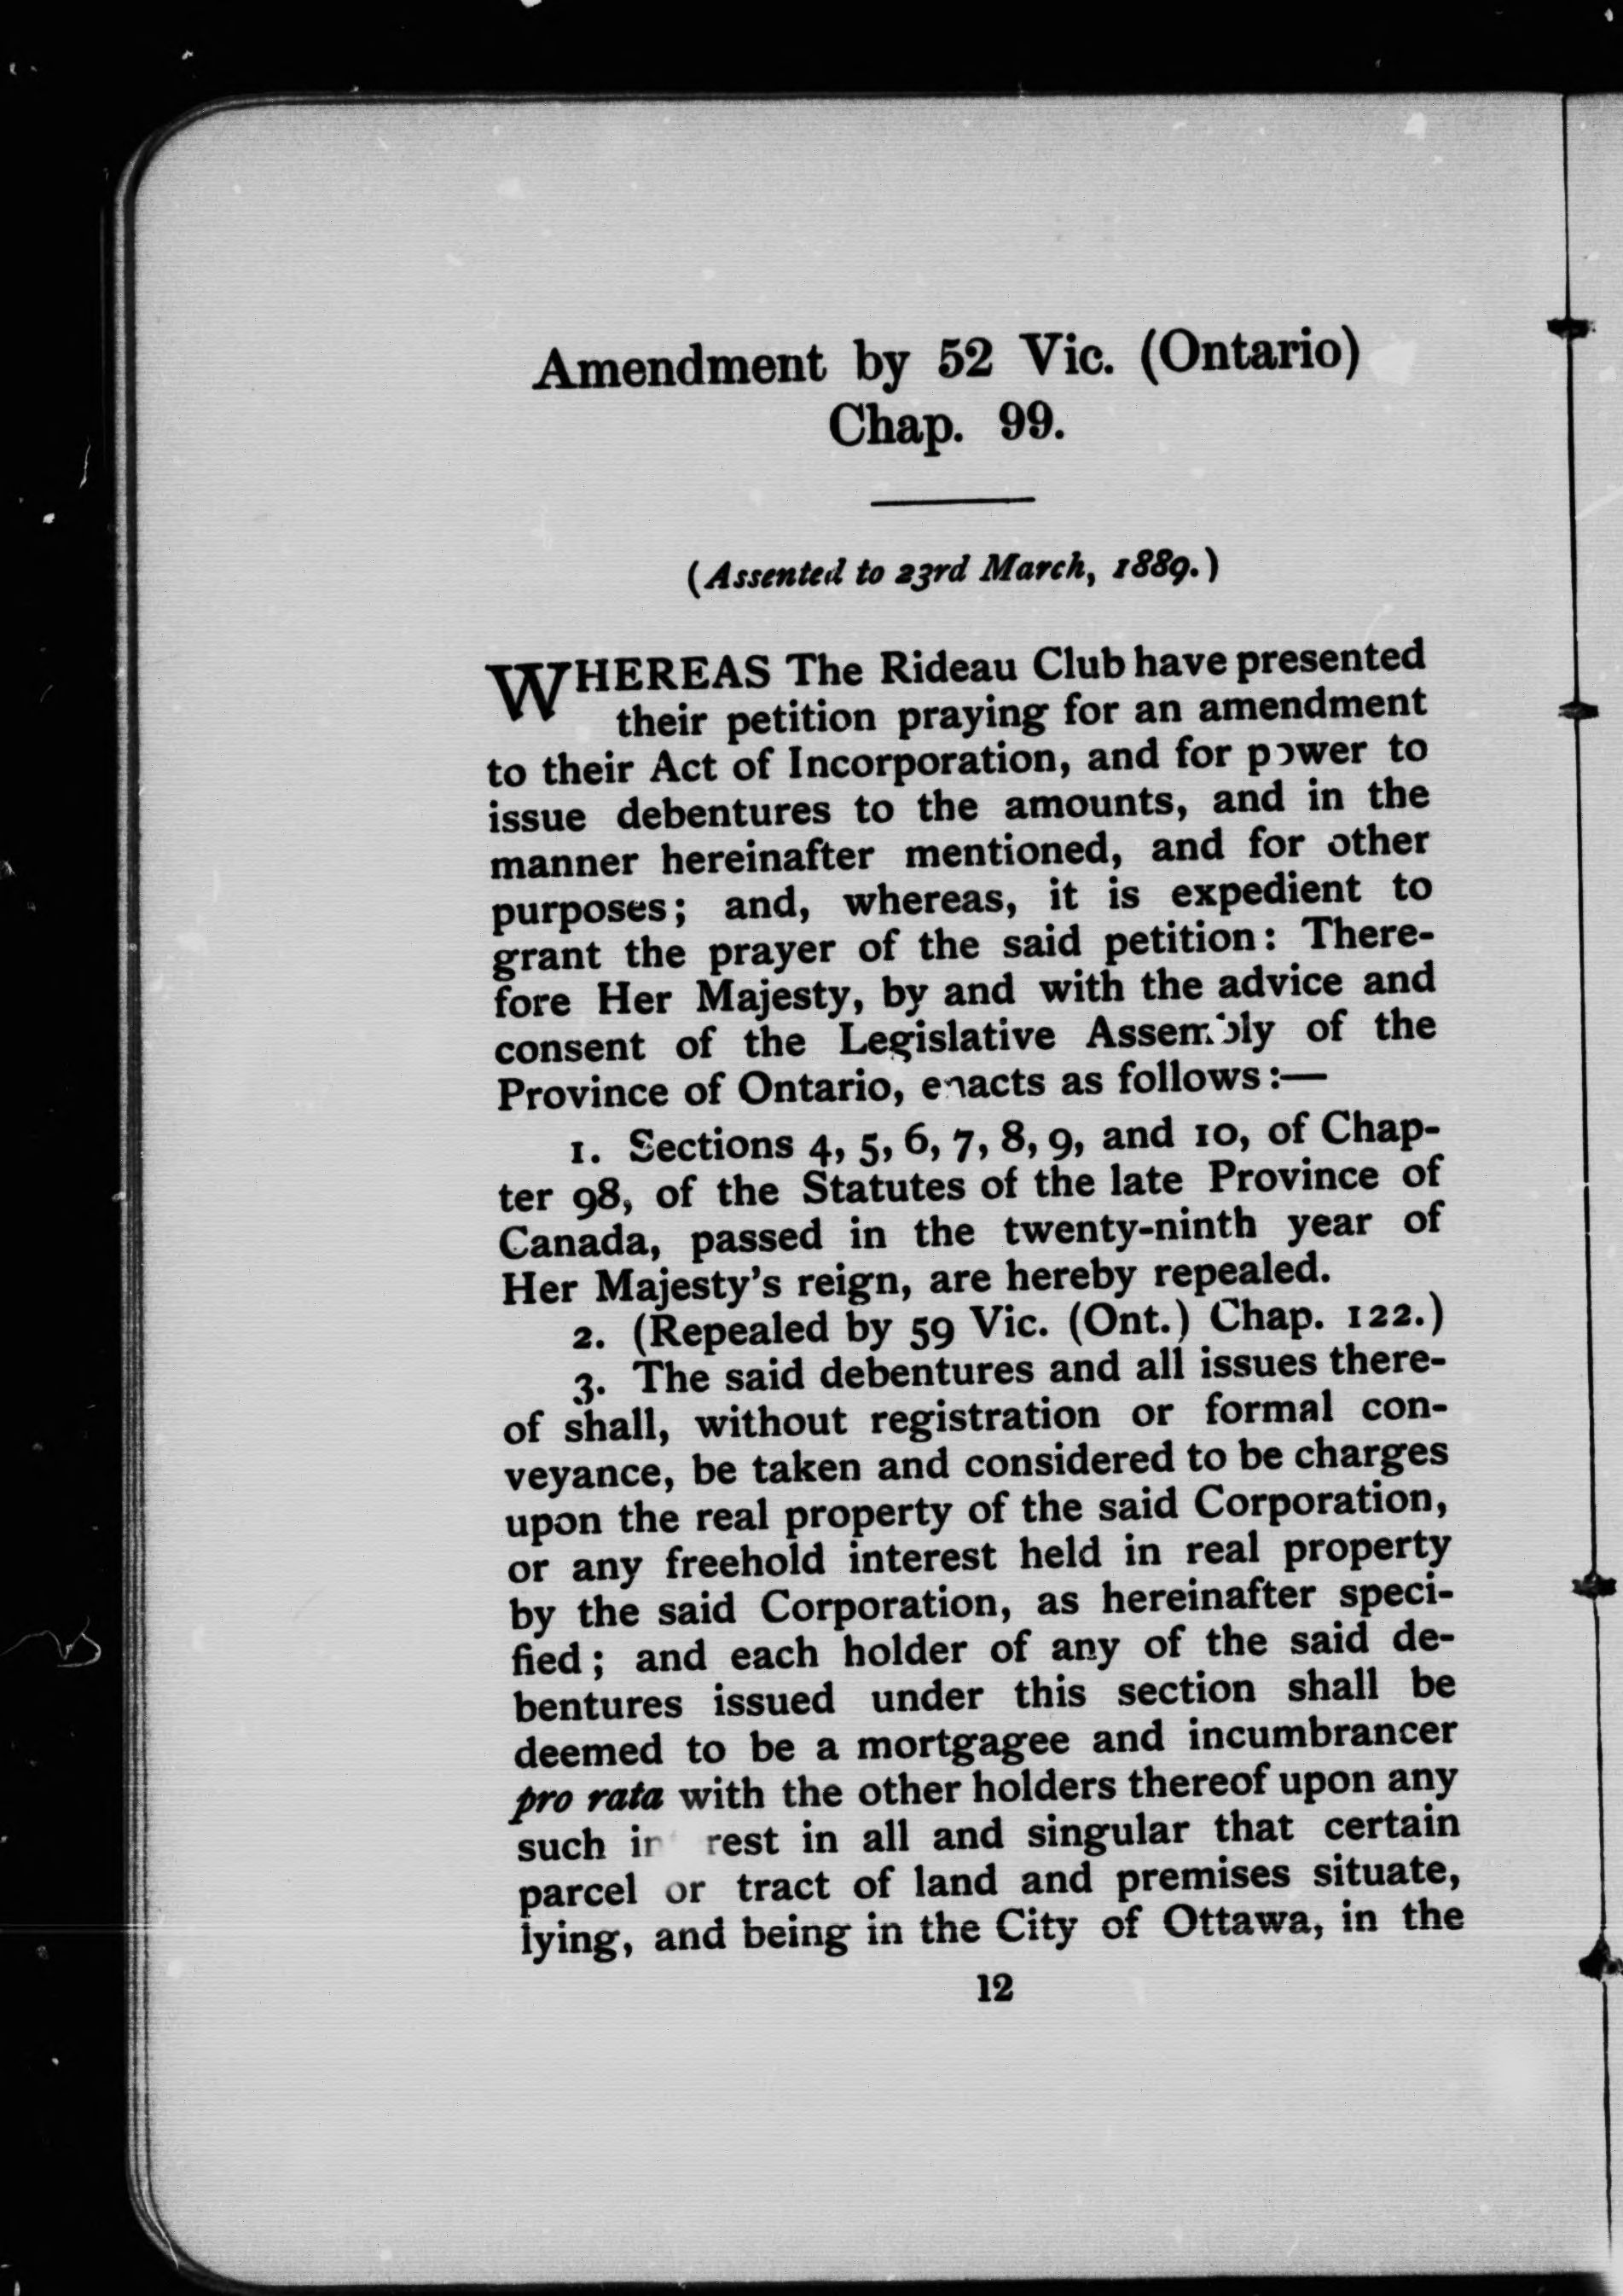 Amendment by 52 Vic. (Ontario)
Chap. 99.
(Assented to 23rd March, 1889.)
WHEREAS The Rideau Club have presented
their petition praying for an amendment
to their Act of Incorporation, and for power to
issue debentures to the amounts, and in the
manner hereinafter mentioned, and for other
purposes; and, whereas, it is expedient to
grant the prayer of the said petition: There-
fore Her Majesty, by and with the advice and
consent of the Legislative Assembly of the
Province of Ontario, enacts as follows:—
1. Sections 4, 5, 6, 7, 8, 9, and 10, of Chap-
ter 98, of the Statutes of the late Province of
Canada, passed in the twenty-ninth year of
Her Majesty's reign, are hereby repealed.
2. (Repealed by 59 Vic. (Ont.) Chap. 122.)
3. The said debentures and all issues there-
of shall, without registration or formal con-
veyance, be taken and considered to be charges
upon the real property of the said Corporation,
or any freehold interest held in real property
by the said Corporation, as hereinafter speci-
fied; and each holder of any of the said de-
bentures issued under this section shall be
deemed to be a mortgagee and incumbrancer
pro rata with the other holders thereof upon any
such in rest in all and singular that certain
parcel or tract of land and premises situate,
lying, and being in the City of Ottawa, in the
12